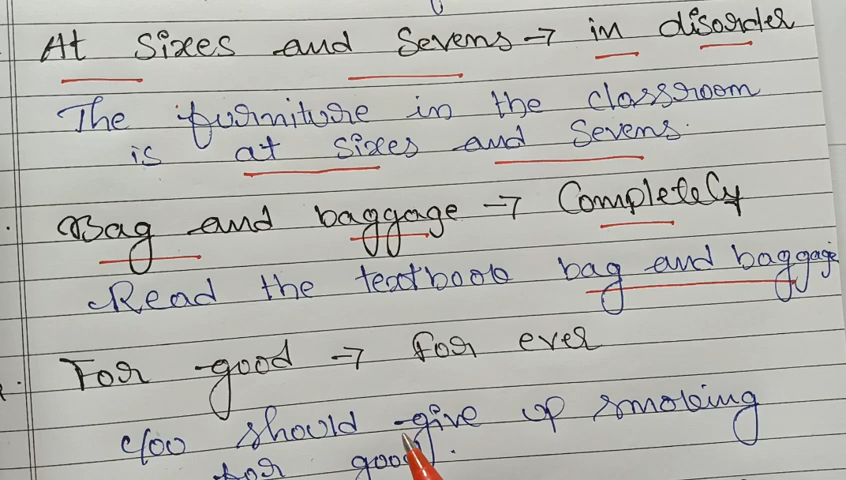 At Sixes and Sevens → in disorder
The furniture in the classroom
is at sixes and Sevens.
Bag and baggage → Completely
Read the textbook bag and baggage
For good → For ever
You should give up smoking
for good.